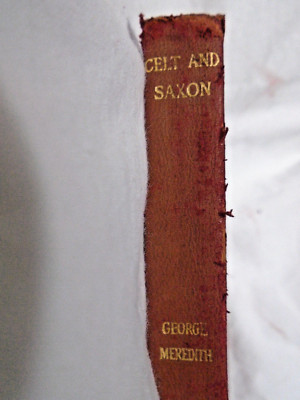 CELT AND
SAXON
GEORGE
MEREDITH